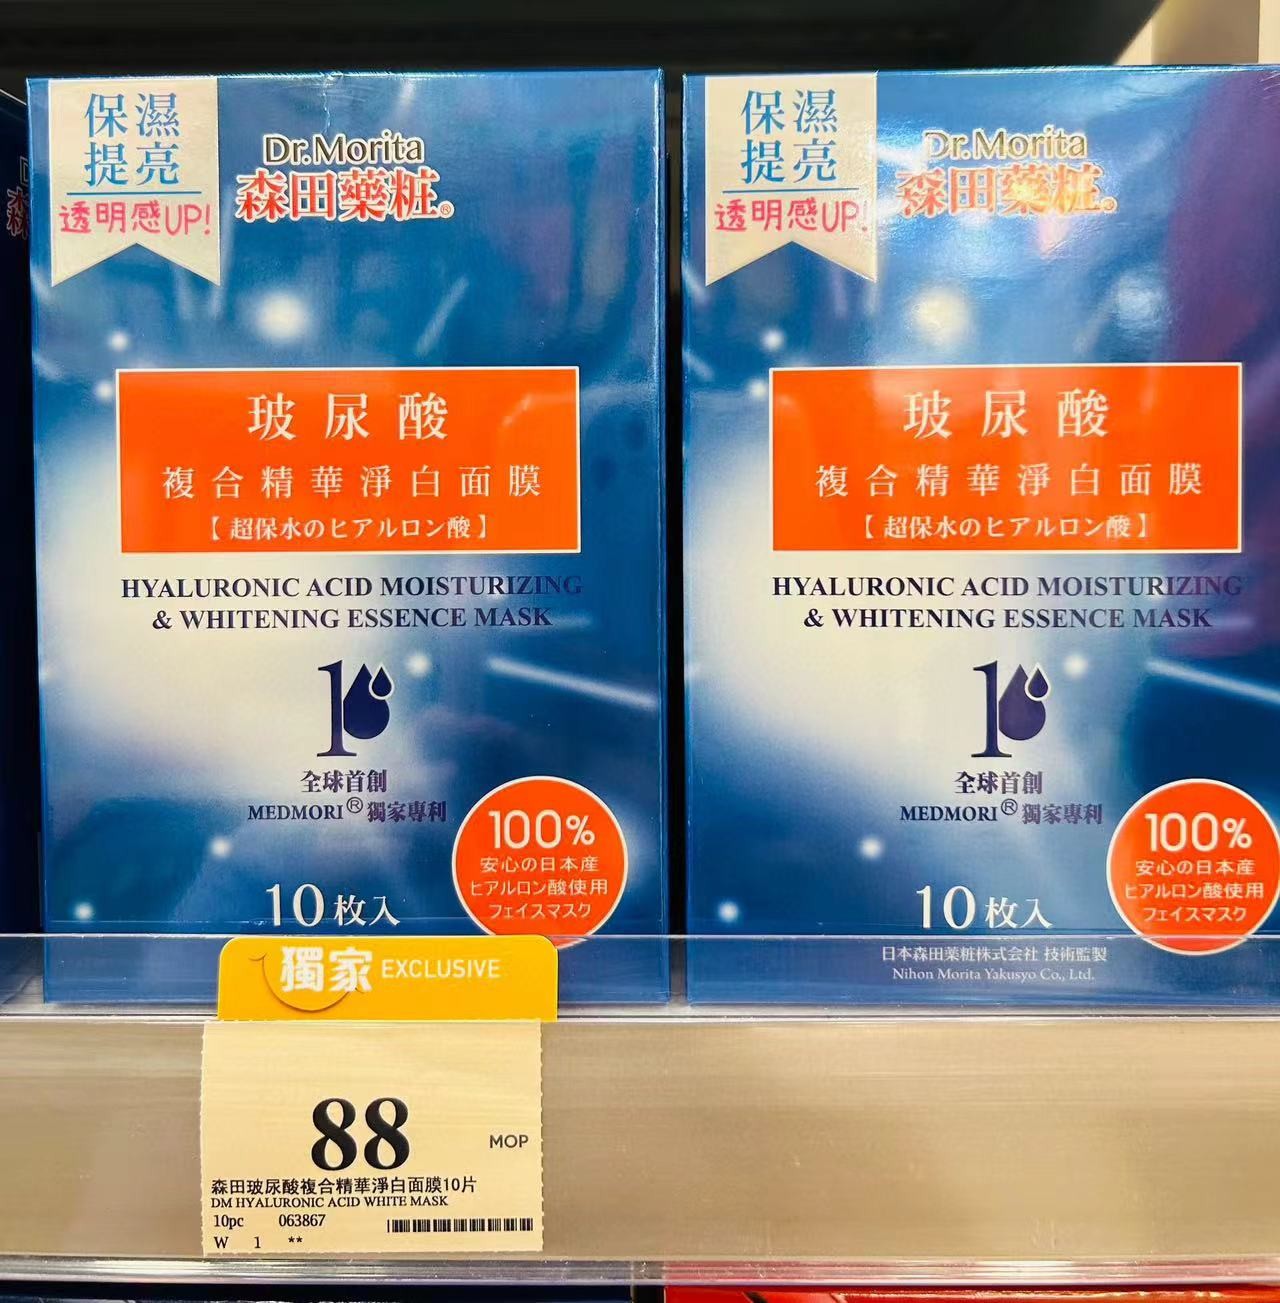 保濕
提亮
透明感UP!
Dr.Morita
森田藥粧®
玻尿酸
複合精華淨白面膜
【超保水のヒアルロン酸】
HYALURONIC ACID MOISTURIZING
& WHITENING ESSENCE MASK
全球首創
MEDMORI®獨家專利
100%
安心の日本産
ヒアルロン酸使用
フェイスマスク
10枚入
保濕
提亮
透明感UP!
Dr.Morita
森田藥粧®
玻尿酸
複合精華淨白面膜
【超保水のヒアルロン酸】
HYALURONIC ACID MOISTURIZING
& WHITENING ESSENCE MASK
全球首創
MEDMORI®獨家專利
100%
安心の日本産
ヒアルロン酸使用
フェイスマスク
10枚入
日本森田薬粧株式会社 技術監製
Nihon Morita Yakusyo Co., Ltd.
獨家 EXCLUSIVE
88 MOP
森田玻尿酸複合精華淨白面膜10片
DM HYALURONIC ACID WHITE MASK
10pc 063867
W 1 **